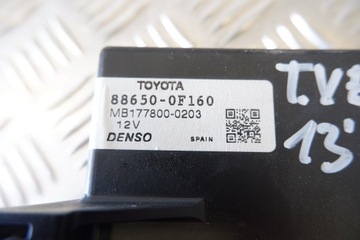 TOYOTA
88650-0F160
MB177800-0203
12V
DENSO SPAIN
13'